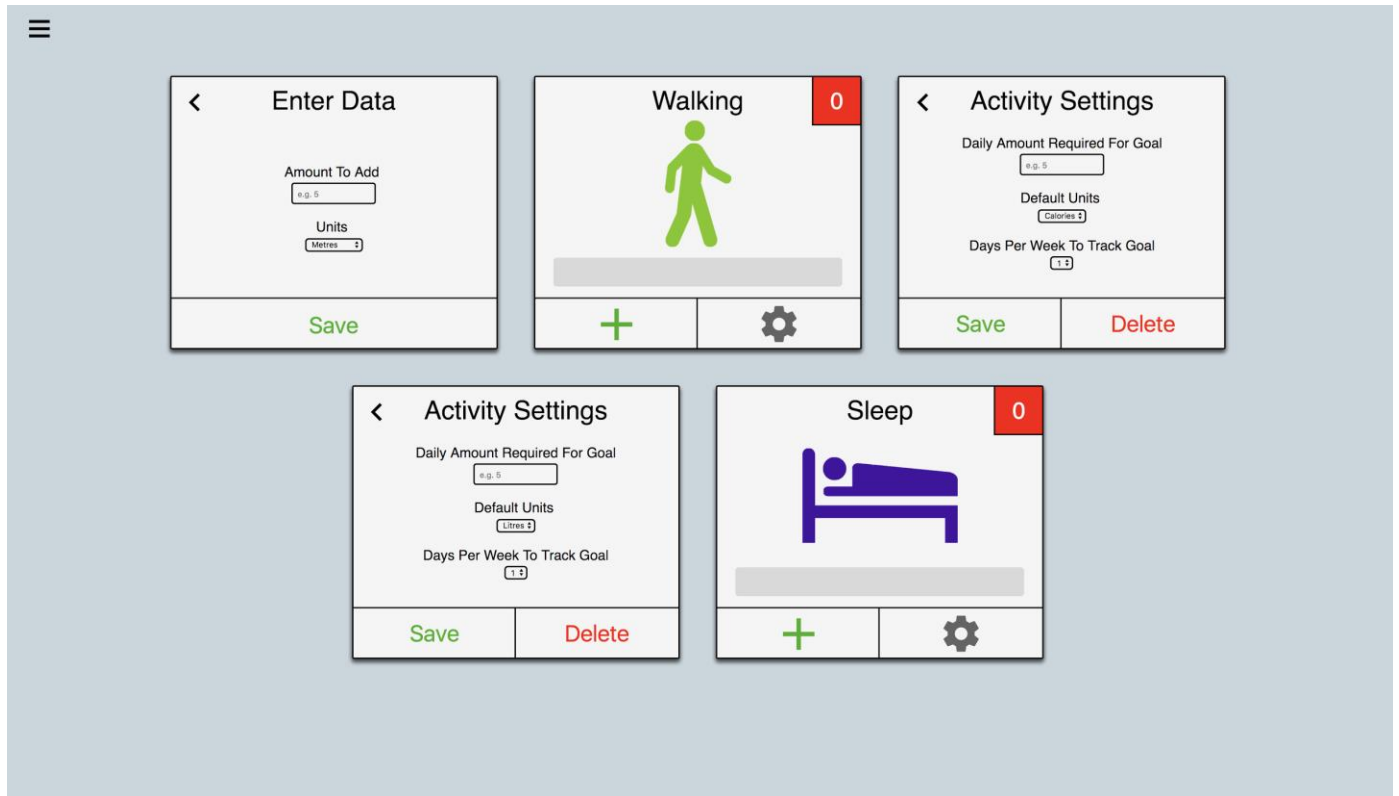 Enter Data
Amount To Add
e.g. 5
Units
Metres
Save
Walking
0
Activity Settings
Daily Amount Required For Goal
e.g. 5
Default Units
Calories
Days Per Week To Track Goal
1
Save Delete
Activity Settings
Daily Amount Required For Goal
e.g. 5
Default Units
Litres
Days Per Week To Track Goal
1
Save Delete
Sleep
0